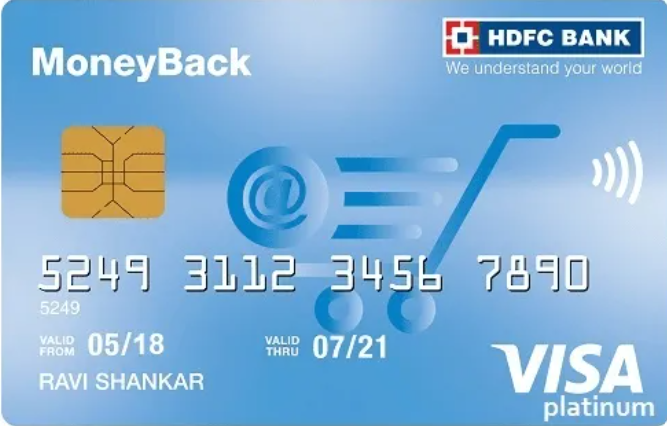 MoneyBack
HDFC BANK
We understand your world
@
5249 3112 3456 7890
5249
VALID FROM 05/18 VALID THRU 07/21
RAVI SHANKAR
VISA
platinum